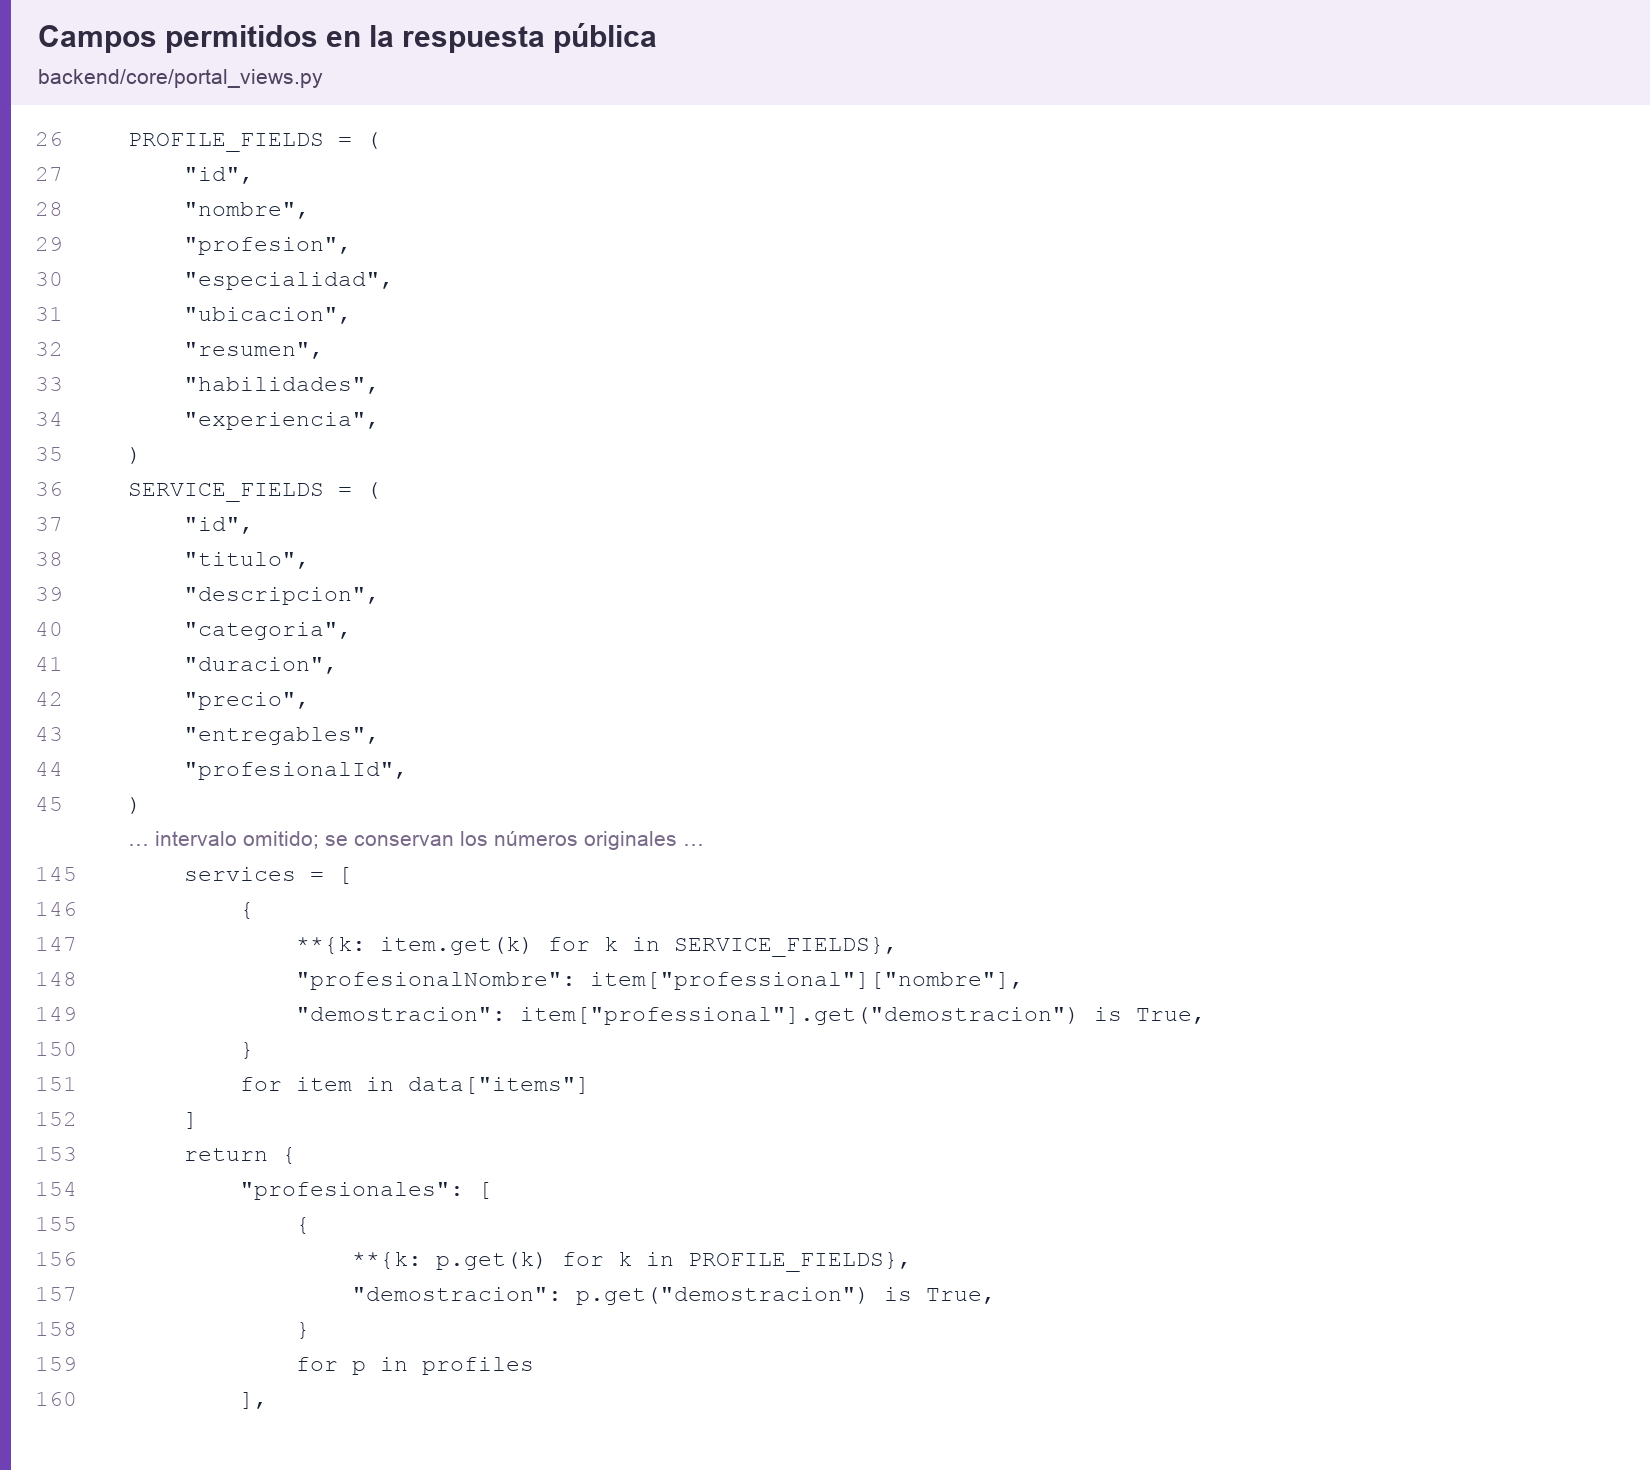 Campos permitidos en la respuesta pública
backend/core/portal_views.py
26 PROFILE_FIELDS = (
27 "id",
28 "nombre",
29 "profesion",
30 "especialidad",
31 "ubicacion",
32 "resumen",
33 "habilidades",
34 "experiencia",
35 )
36 SERVICE_FIELDS = (
37 "id",
38 "titulo",
39 "descripcion",
40 "categoria",
41 "duracion",
42 "precio",
43 "entregables",
44 "profesionalId",
45 )
… intervalo omitido; se conservan los números originales …
145 services = [
146 {
147 **{k: item.get(k) for k in SERVICE_FIELDS},
148 "profesionalNombre": item["professional"]["nombre"],
149 "demostracion": item["professional"].get("demostracion") is True,
150 }
151 for item in data["items"]
152 ]
153 return {
154 "profesionales": [
155 {
156 **{k: p.get(k) for k in PROFILE_FIELDS},
157 "demostracion": p.get("demostracion") is True,
158 }
159 for p in profiles
160 ],